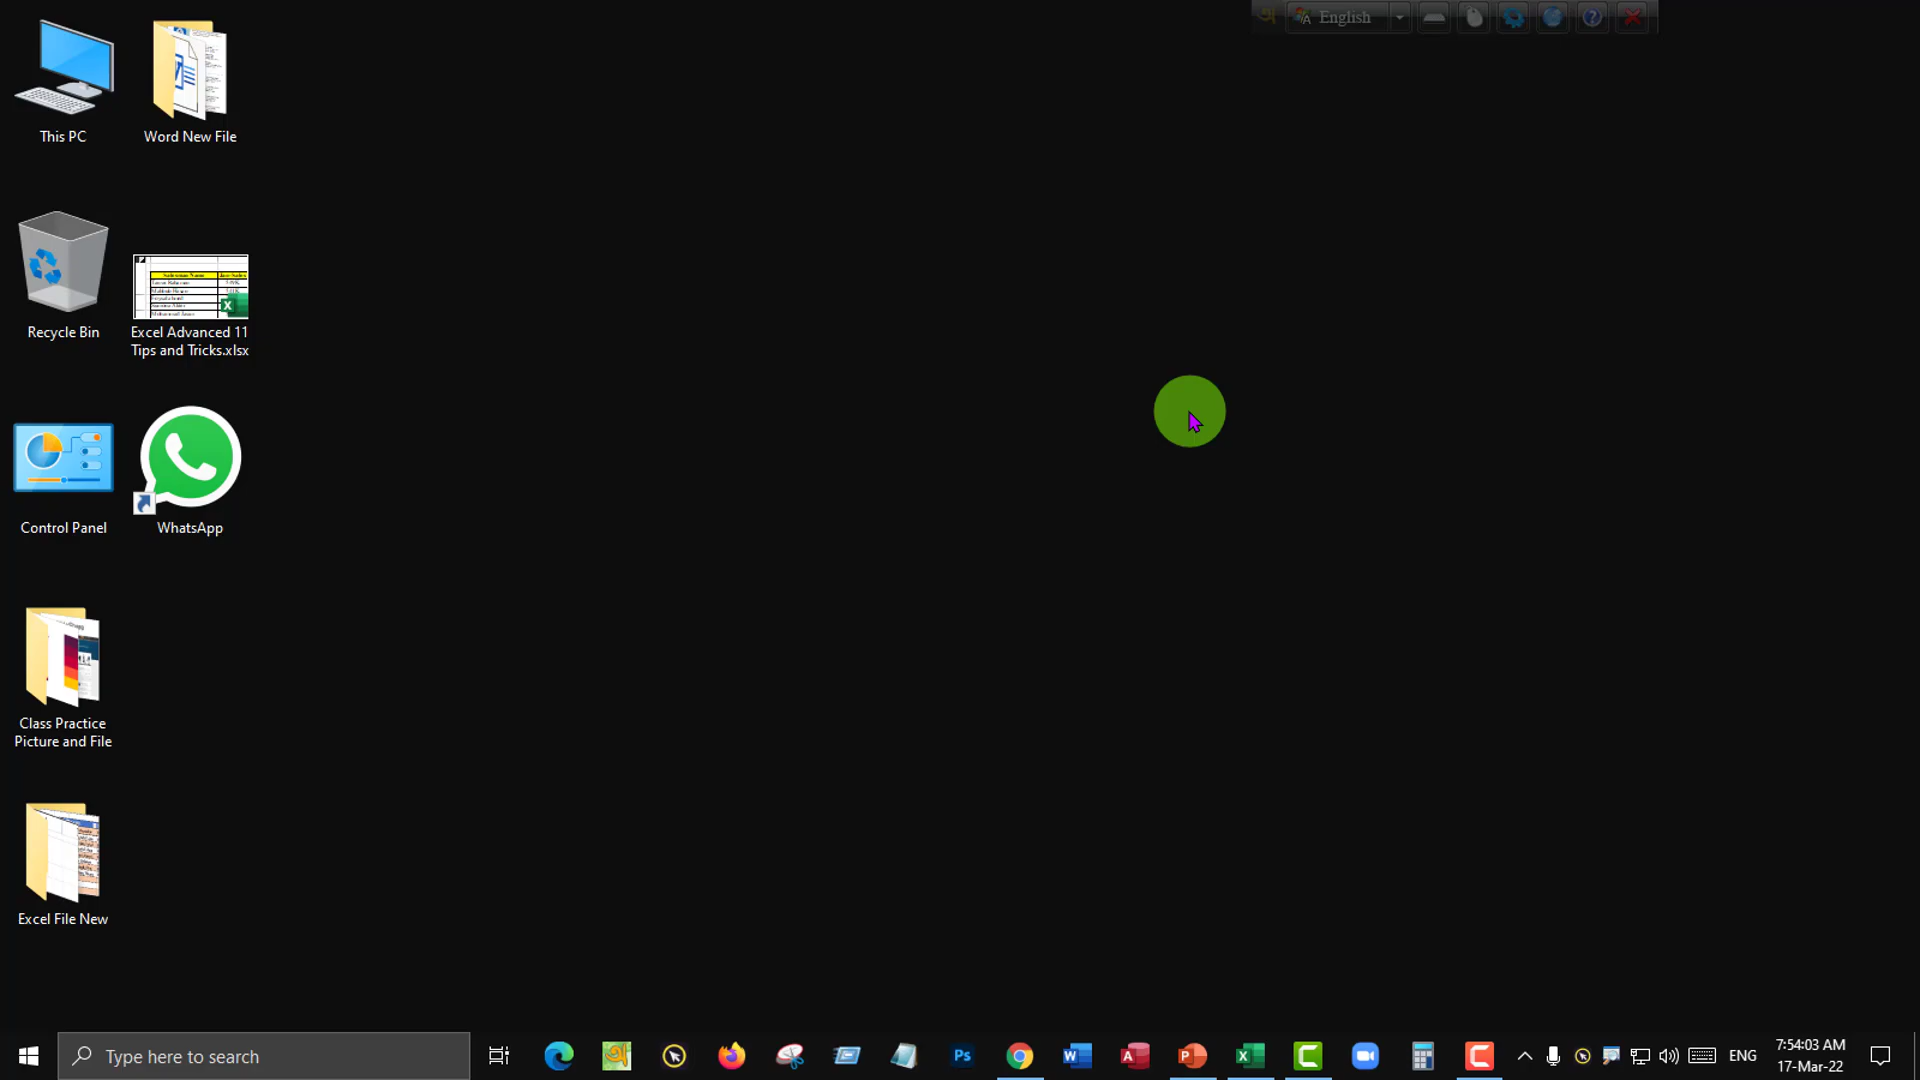 অ English
This PC
Word New File
Recycle Bin
Excel Advanced 11
Tips and Tricks.xlsx
Control Panel
WhatsApp
Class Practice
Picture and File
Excel File New
Type here to search
অ
Ps
ENG
7:54:03 AM
17-Mar-22